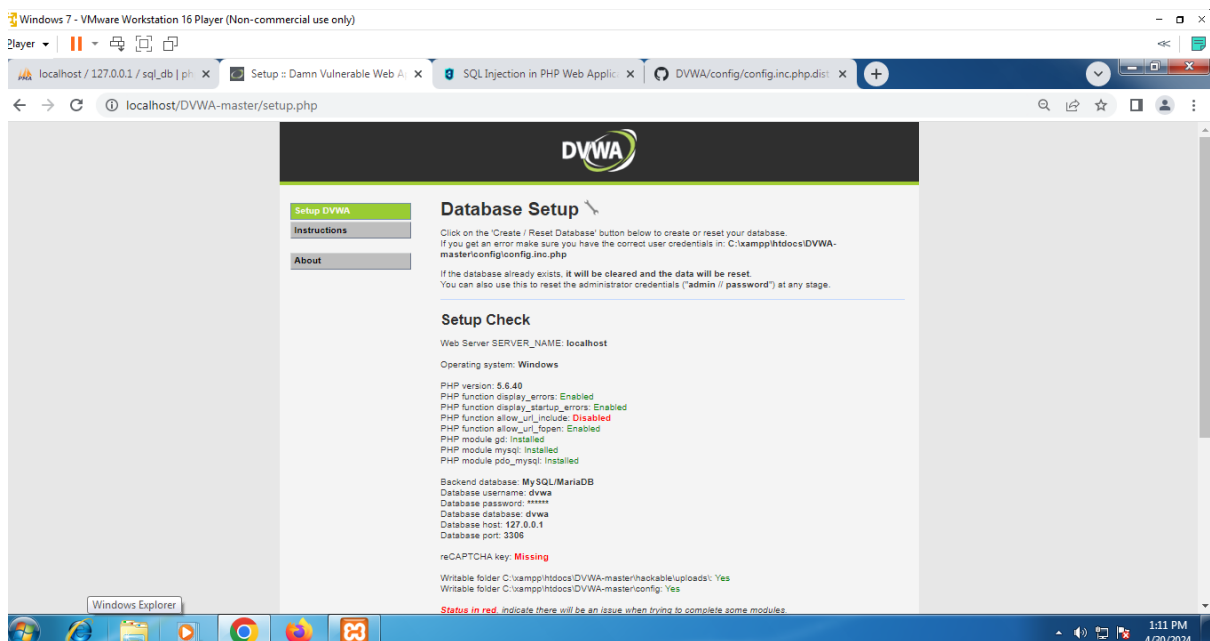 Windows 7 - VMware Workstation 16 Player (Non-commercial use only)
Player
localhost / 127.0.0.1 / sql_db | ph
Setup :: Damn Vulnerable Web A
SQL Injection in PHP Web Applic
DVWA/config/config.inc.php.dist
localhost/DVWA-master/setup.php
DVWA
Setup DVWA
Instructions
About
Database Setup
Click on the 'Create / Reset Database' button below to create or reset your database.
If you get an error make sure you have the correct user credentials in: C:\xampp\htdocs\DVWA-
master\config\config.inc.php
If the database already exists, it will be cleared and the data will be reset.
You can also use this to reset the administrator credentials ("admin // password") at any stage.
Setup Check
Web Server SERVER_NAME: localhost
Operating system: Windows
PHP version: 5.6.40
PHP function display_errors: Enabled
PHP function display_startup_errors: Enabled
PHP function allow_url_include: Disabled
PHP function allow_url_fopen: Enabled
PHP module gd: Installed
PHP module mysql: Installed
PHP module pdo_mysql: Installed
Backend database: MySQL/MariaDB
Database username: dvwa
Database password: ******
Database database: dvwa
Database host: 127.0.0.1
Database port: 3306
reCAPTCHA key: Missing
Writable folder C:\xampp\htdocs\DVWA-master\hackable\uploads\: Yes
Writable folder C:\xampp\htdocs\DVWA-master\config: Yes
Status in red, indicate there will be an issue when trying to complete some modules.
Windows Explorer
1:11 PM
4/20/2024